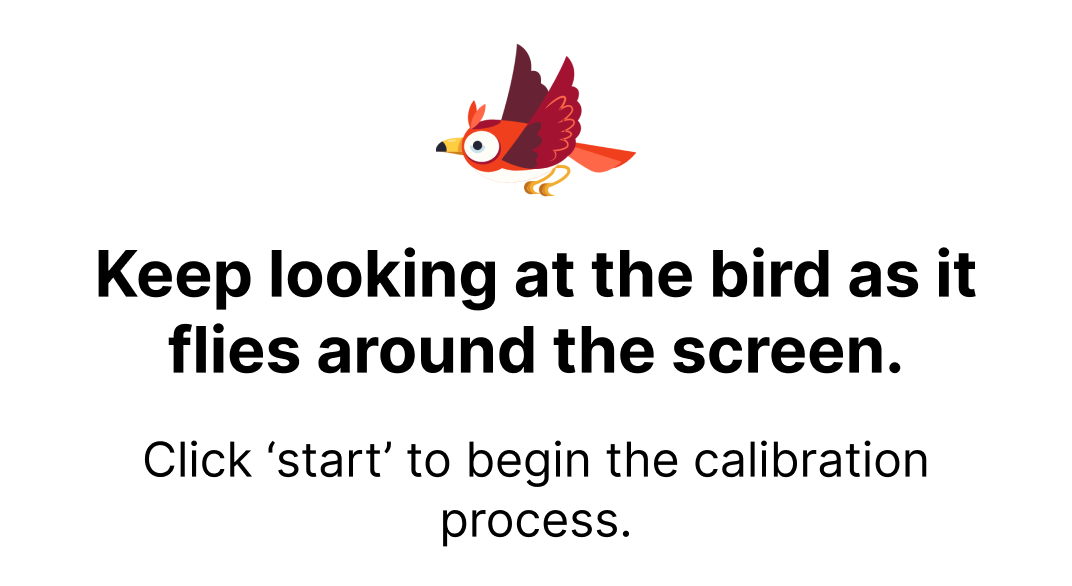 Keep looking at the bird as it
flies around the screen.
Click ‘start’ to begin the calibration
process.